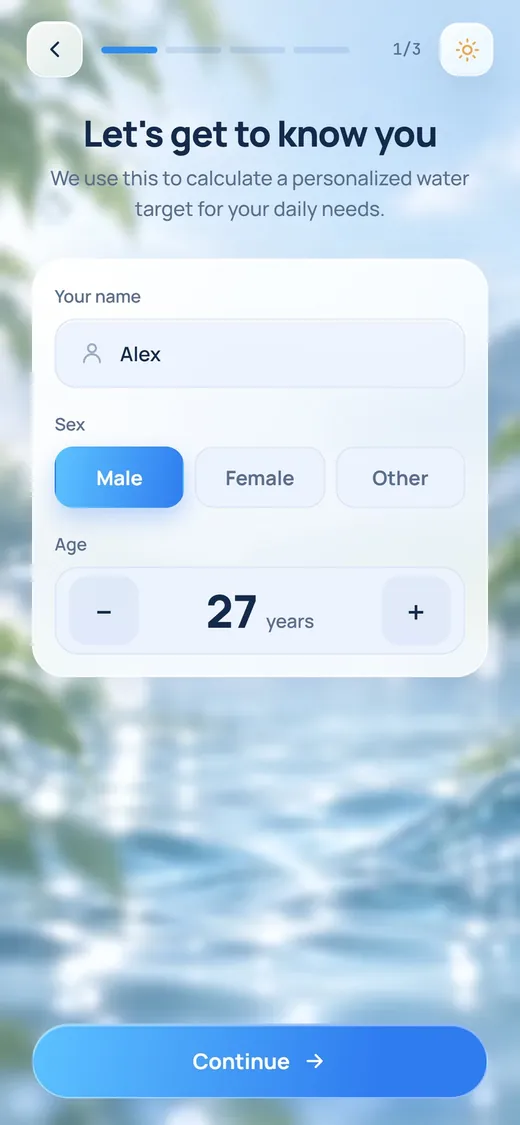 1/3
Let's get to know you
We use this to calculate a personalized water
target for your daily needs.
Your name
Alex
Sex
Male Female Other
Age
− 27 years +
Continue →